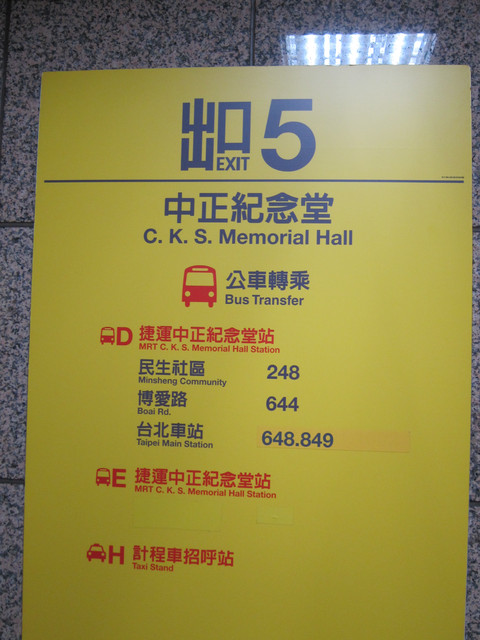 出口 EXIT 5
中正紀念堂
C. K. S. Memorial Hall
公車轉乘
Bus Transfer
D 捷運中正紀念堂站
MRT C. K. S. Memorial Hall Station
民生社區 248
Minsheng Community
博愛路 644
Boai Rd.
台北車站 648.849
Taipei Main Station
E 捷運中正紀念堂站
MRT C. K. S. Memorial Hall Station
H 計程車招呼站
Taxi Stand